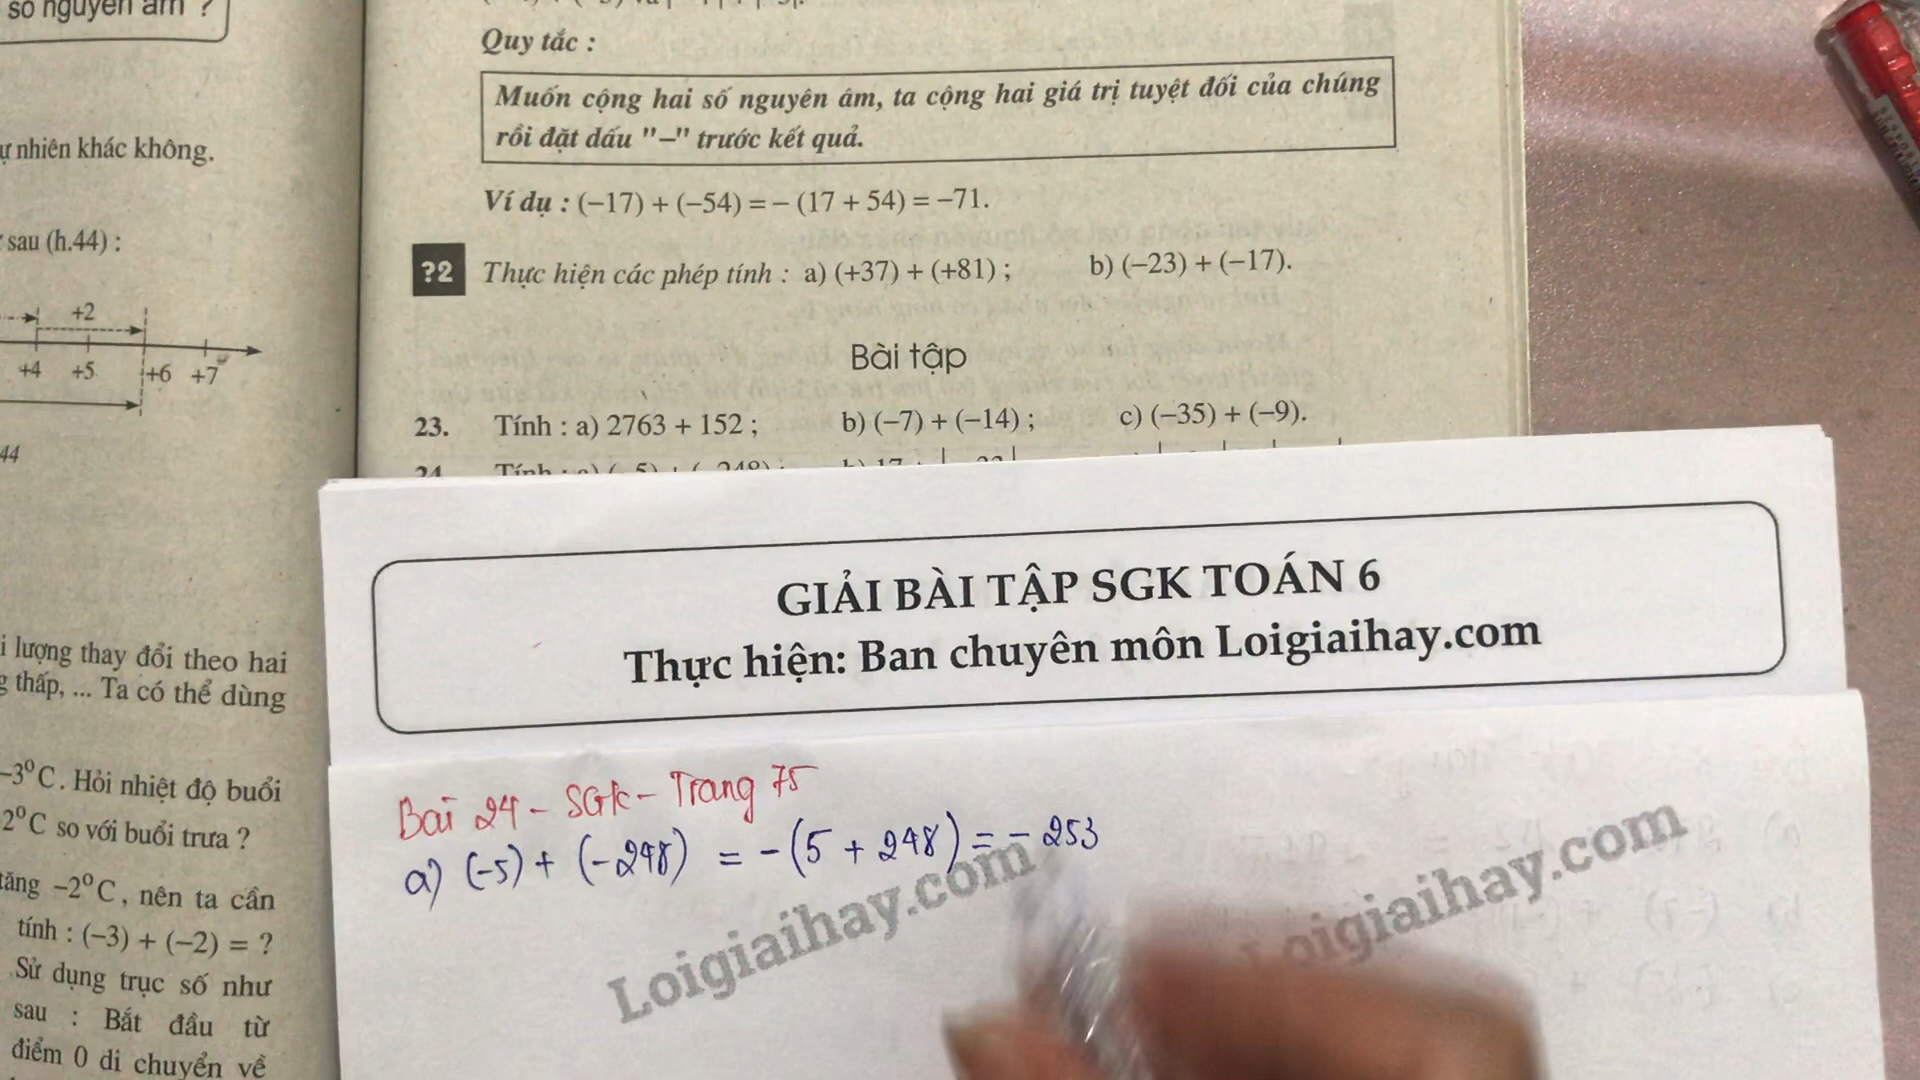 số nguyên âm ?
ự nhiên khác không.
sau (h.44) :
+2
+4 +5 +6 +7
44
i lượng thay đổi theo hai
g thấp, ... Ta có thể dùng
–3⁰C. Hỏi nhiệt độ buổi
2⁰C so với buổi trưa ?
tăng –2⁰C, nên ta cần
tính : (–3) + (–2) = ?
Sử dụng trục số như
sau : Bắt đầu từ
điểm 0 di chuyển về
Quy tắc :
Muốn cộng hai số nguyên âm, ta cộng hai giá trị tuyệt đối của chúng
rồi đặt dấu "–" trước kết quả.
Ví dụ : (–17) + (–54) = – (17 + 54) = –71.
?2 Thực hiện các phép tính : a) (+37) + (+81) ; b) (–23) + (–17).
Bài tập
23. Tính : a) 2763 + 152 ; b) (–7) + (–14) ; c) (–35) + (–9).
GIẢI BÀI TẬP SGK TOÁN 6
Thực hiện: Ban chuyên môn Loigiaihay.com
Bài 24 – SGK – Trang 75
a) (-5) + (-248) = -(5 + 248) = - 253
Loigiaihay.com
Loigiaihay.com